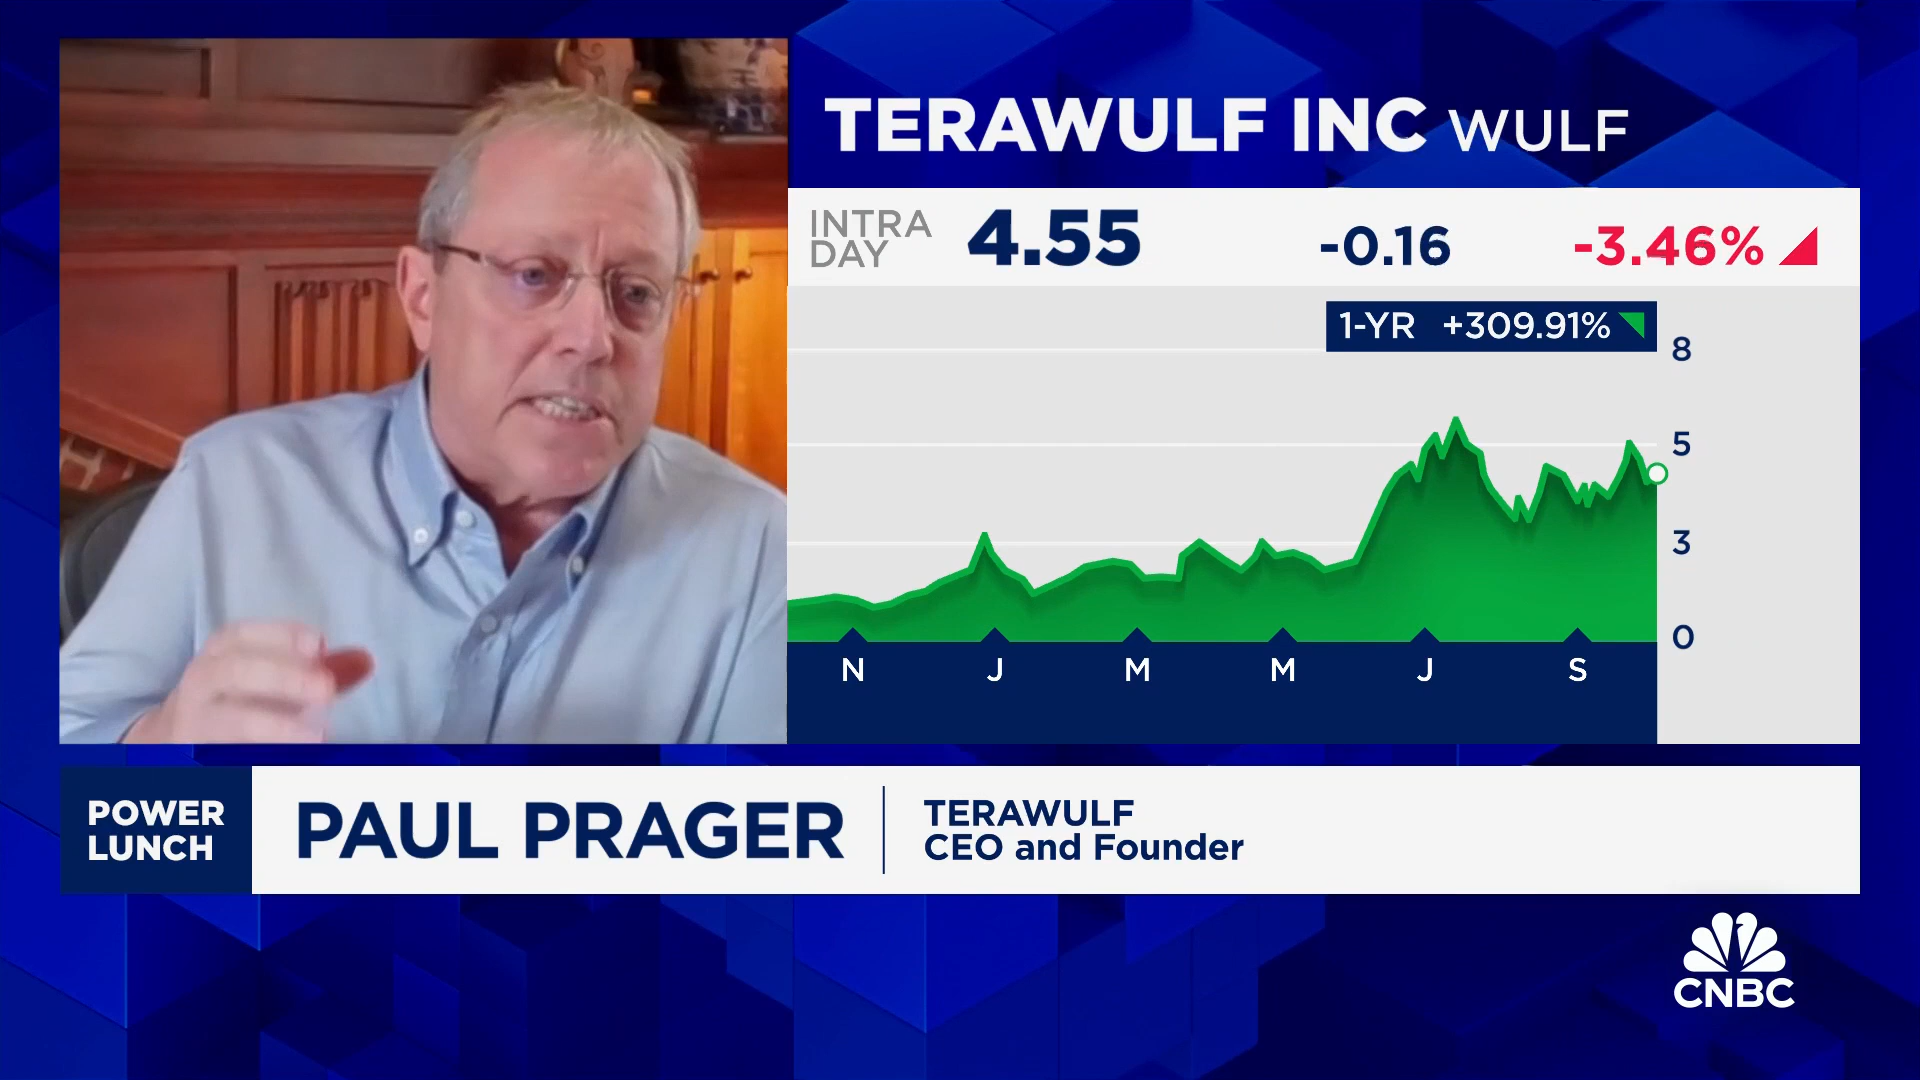 TERAWULF INC WULF
INTRA
DAY
4.55 -0.16 -3.46%
1-YR +309.91%
8
5
3
0
N J M M J S
POWER
LUNCH
PAUL PRAGER
TERAWULF
CEO and Founder
CNBC